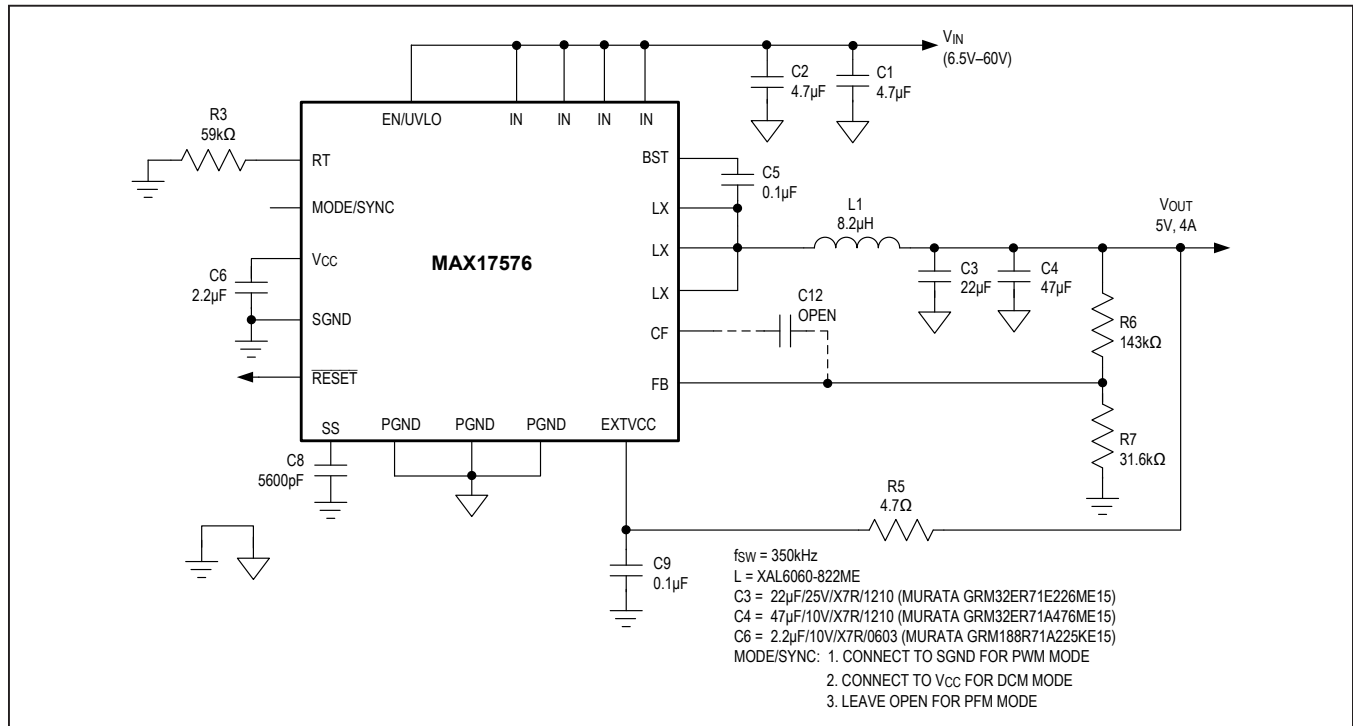 VIN
(6.5V–60V)
C2
4.7µF
C1
4.7µF
R3
59kΩ
EN/UVLO
IN
IN
IN
IN
RT
BST
C5
0.1µF
MODE/SYNC
LX
L1
8.2µH
VOUT
5V, 4A
VCC
MAX17576
LX
C6
2.2µF
LX
C3
22µF
C4
47µF
C12
OPEN
R6
143kΩ
SGND
CF
RESET
FB
SS
PGND
PGND
PGND
EXTVCC
R7
31.6kΩ
C8
5600pF
R5
4.7Ω
C9
0.1µF
fSW = 350kHz
L = XAL6060-822ME
C3 = 22µF/25V/X7R/1210 (MURATA GRM32ER71E226ME15)
C4 = 47µF/10V/X7R/1210 (MURATA GRM32ER71A476ME15)
C6 = 2.2µF/10V/X7R/0603 (MURATA GRM188R71A225KE15)
MODE/SYNC: 1. CONNECT TO SGND FOR PWM MODE
2. CONNECT TO VCC FOR DCM MODE
3. LEAVE OPEN FOR PFM MODE